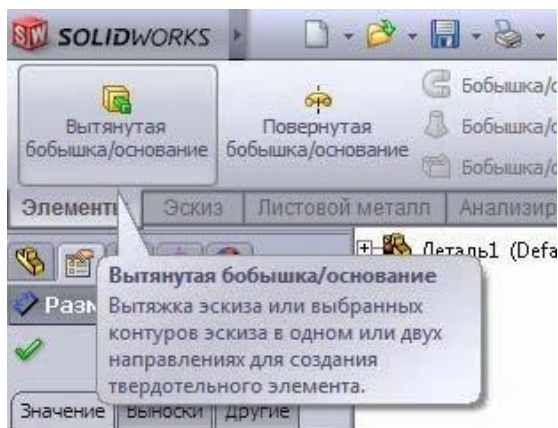 SOLIDWORKS
Вытянутая
бобышка/основание
Повернутая
бобышка/основание
Бобышка/о
Бобышка/о
Бобышка/о
Элементы
Эскиз
Листовой металл
Анализир
Деталь1 (Defa
Разм
Вытянутая бобышка/основание
Вытяжка эскиза или выбранных
контуров эскиза в одном или двух
направлениях для создания
твердотельного элемента.
Значение
Выноски
Другие